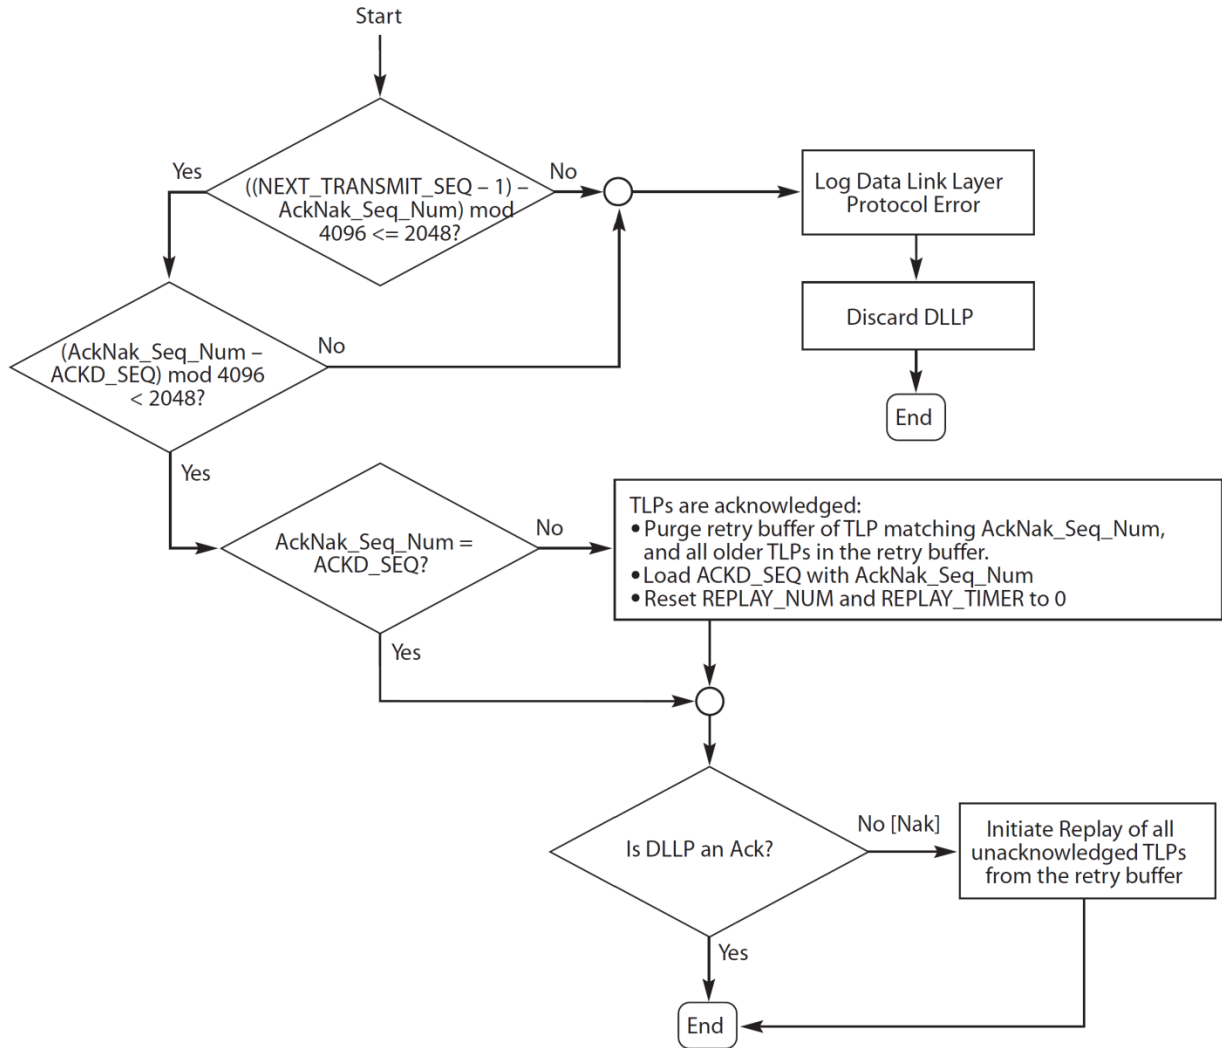 Start
Yes
No
((NEXT_TRANSMIT_SEQ – 1) –
AckNak_Seq_Num) mod
4096 <= 2048?
Log Data Link Layer
Protocol Error
Discard DLLP
End
(AckNak_Seq_Num –
ACKD_SEQ) mod 4096
< 2048?
No
Yes
AckNak_Seq_Num =
ACKD_SEQ?
No
Yes
TLPs are acknowledged:
•Purge retry buffer of TLP matching AckNak_Seq_Num,
and all older TLPs in the retry buffer.
•Load ACKD_SEQ with AckNak_Seq_Num
•Reset REPLAY_NUM and REPLAY_TIMER to 0
Is DLLP an Ack?
No [Nak]
Initiate Replay of all
unacknowledged TLPs
from the retry buffer
Yes
End